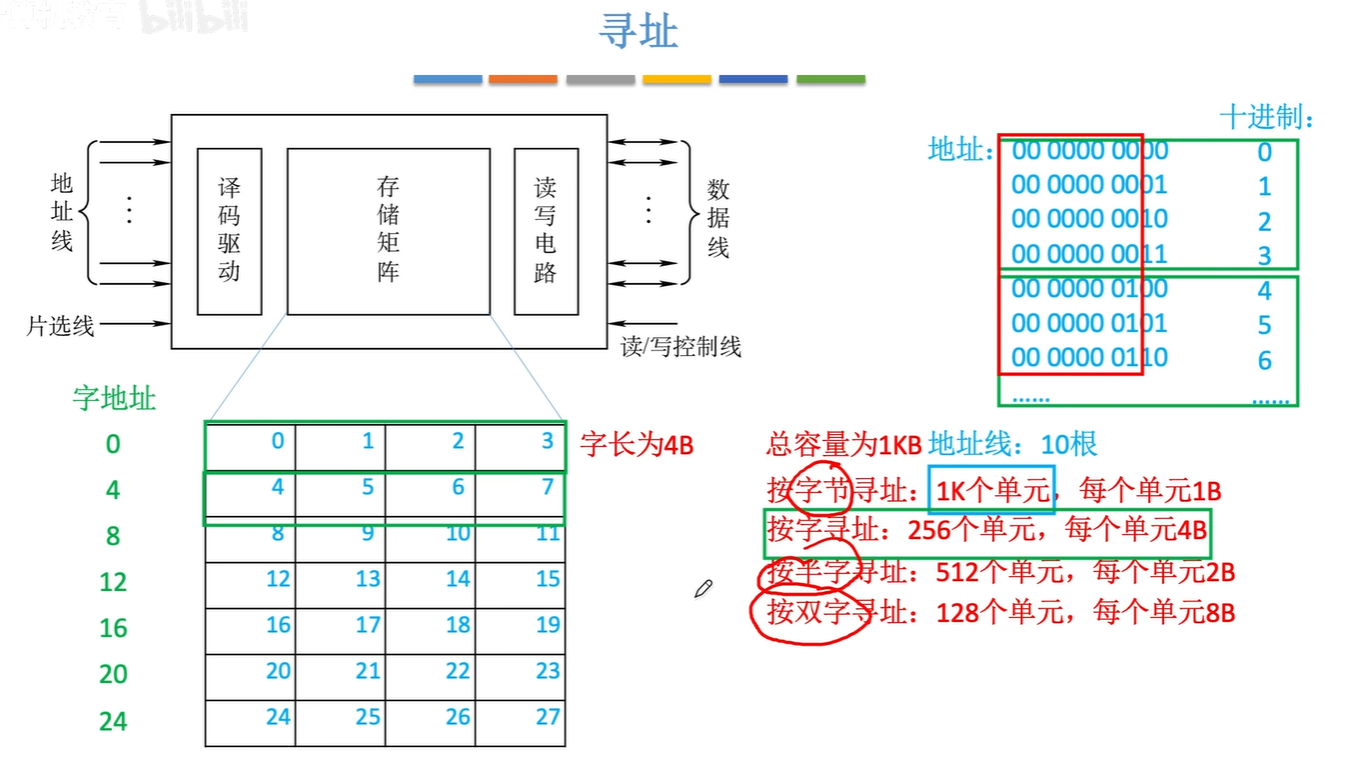 bilibili
寻址
十进制：
地址：
00 0000 0000 0
00 0000 0001 1
00 0000 0010 2
00 0000 0011 3
00 0000 0100 4
00 0000 0101 5
00 0000 0110 6
...... ......
地址线
译码驱动
存储矩阵
读写电路
数据线
片选线
读/写控制线
字地址
0 0 1 2 3
4 4 5 6 7
8 8 9 10 11
12 12 13 14 15
16 16 17 18 19
20 20 21 22 23
24 24 25 26 27
字长为4B
总容量为1KB 地址线：10根
按字节寻址：1K个单元，每个单元1B
按字寻址：256个单元，每个单元4B
按半字寻址：512个单元，每个单元2B
按双字寻址：128个单元，每个单元8B